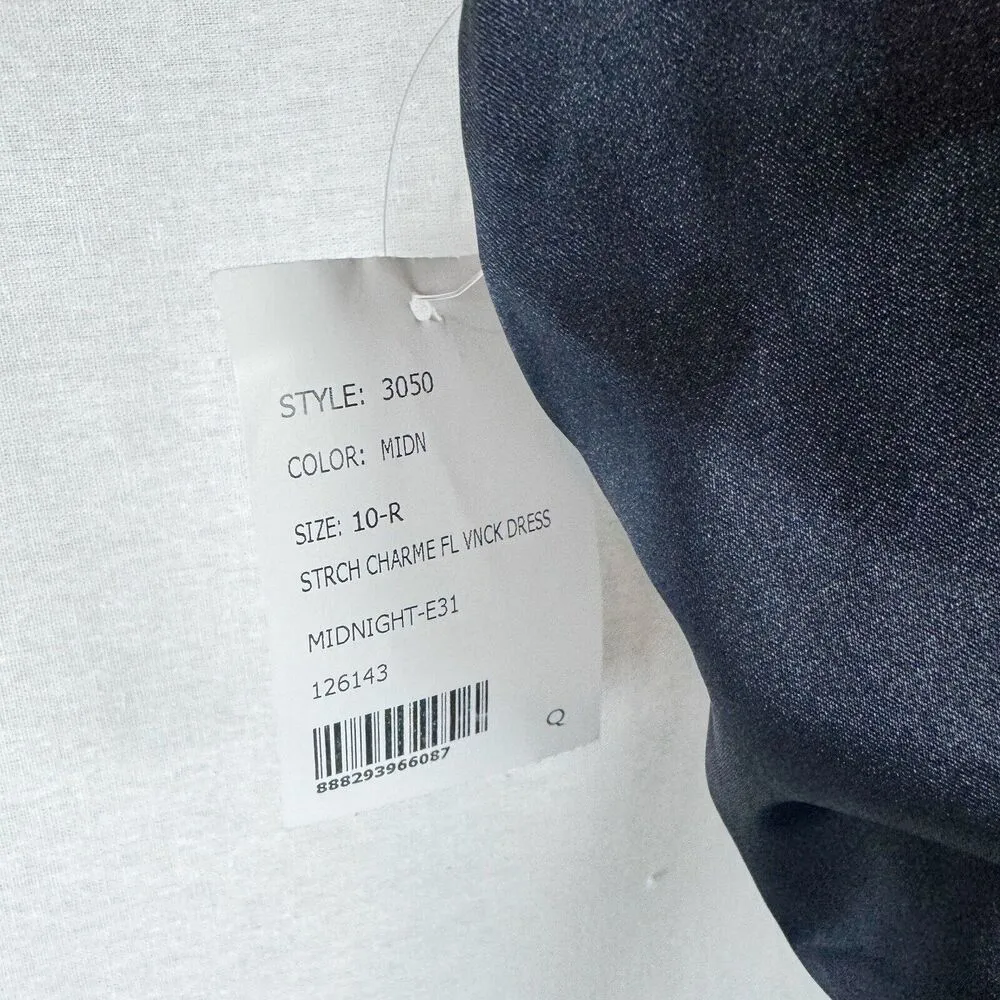 STYLE: 3050
COLOR: MIDN
SIZE: 10-R
STRCH CHARME FL VNCK DRESS
MIDNIGHT-E31
126143
888293966087
Q